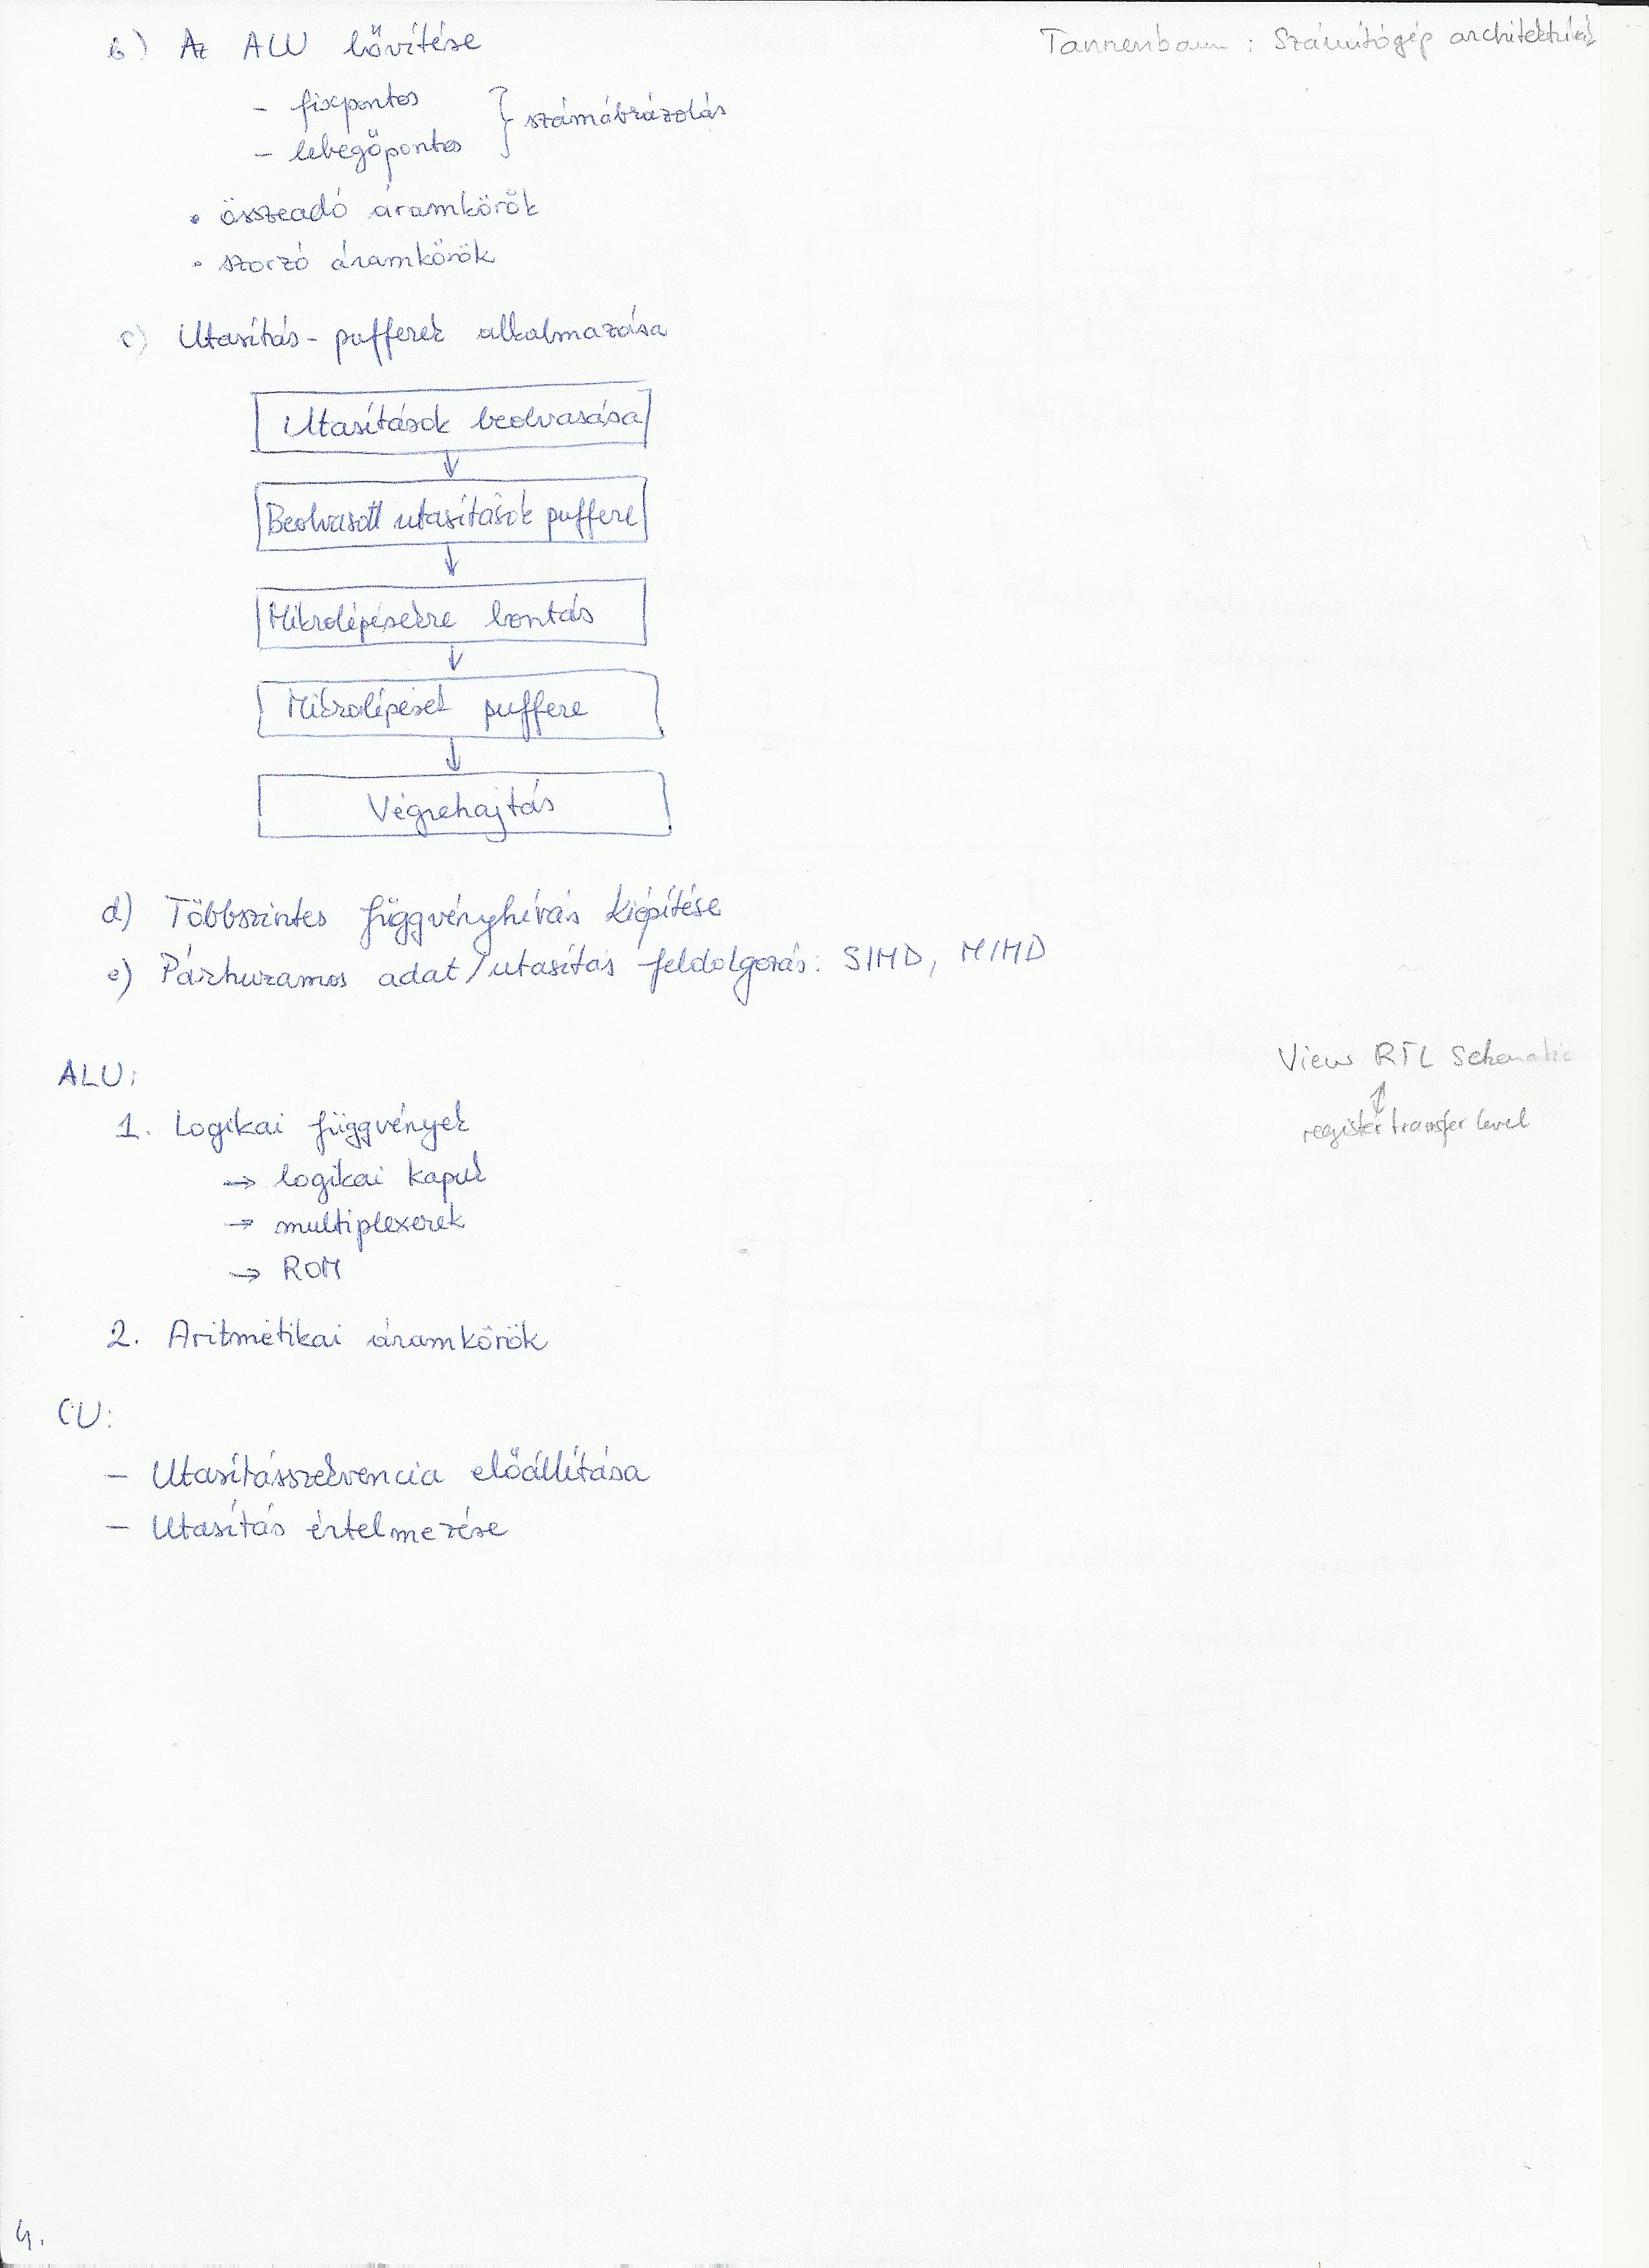 b) Az ALU bővítése
Tannenbaum : Számítógép architektúrák
- fixpontos
- lebegőpontos
} számábrázolás
• összeadó áramkörök
• szorzó áramkörök
c) Utasítás-pufferek alkalmazása
Utasítások beolvasása
↓
Beolvasott utasítások puffere
↓
Mikrolépésekre bontás
↓
Mikrolépések puffere
↓
Végrehajtás
d) Többszintes függvényhívás kiépítése
e) Párhuzamos adat/utasítás feldolgozás: SIMD, MIMD
View RTL Schematic
↕
register transfer level
ALU:
1. Logikai függvények
→ logikai kapuk
→ multiplexerek
→ ROM
2. Aritmetikai áramkörök
CU:
- Utasításszekvencia előállítása
- Utasítás értelmezése
4.